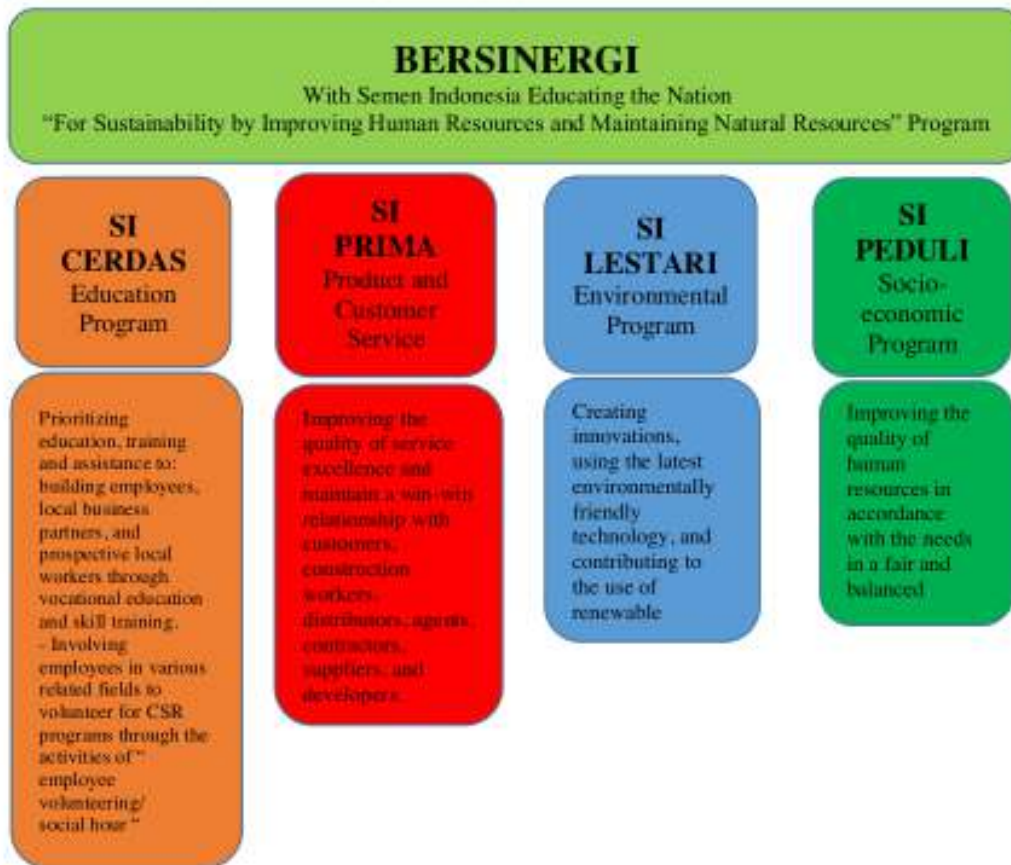 BERSINERGI
With Semen Indonesia Educating the Nation
“For Sustainability by Improving Human Resources and Maintaining Natural Resources” Program
SI
CERDAS
Education
Program
SI
PRIMA
Product and
Customer
Service
SI
LESTARI
Environmental
Program
SI
PEDULI
Socio-
economic
Program
Prioritizing
education, training
and assistance to:
building employees,
local business
partners, and
prospective local
workers through
vocational education
and skill training.
- Involving
employees in various
related fields to
volunteer for CSR
programs through the
activities of “
employee
volunteering/
social hour “
Improving the
quality of service
excellence and
maintain a win-win
relationship with
customers,
construction
workers,
distributors, agents,
contractors,
suppliers, and
developers.
Creating
innovations,
using the latest
environmentally
friendly
technology, and
contributing to
the use of
renewable
Improving the
quality of
human
resources in
accordance
with the needs
in a fair and
balanced